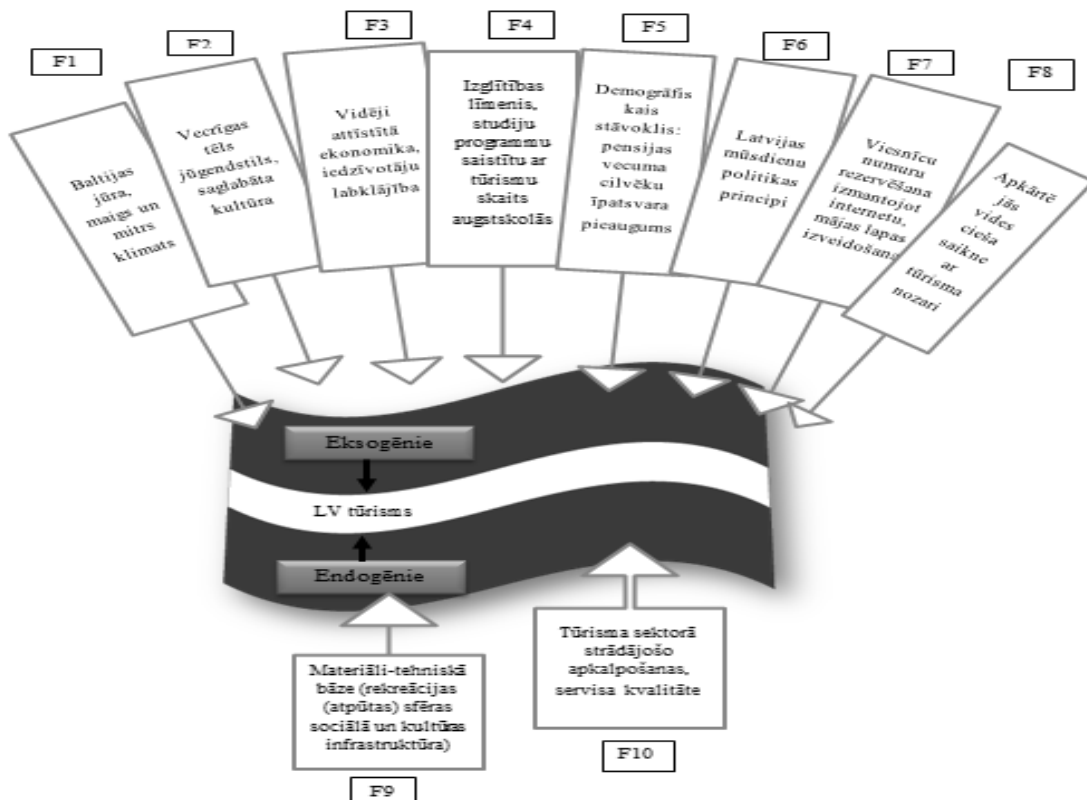 F1
Baltijas
jūra,
maigs un
mitrs
klimats
F2
Vecrīgas
tēls
jūgendstils,
saglabāta
kultūra
F3
Vidēji
attīstītā
ekonomika,
iedzīvotāju
labklājība
F4
Izglītības
līmenis,
studiju
programmu
saistītu ar
tūrismu
skaits
augstskolās
F5
Demogrāfis
kais
stāvoklis:
pensijas
vecuma
cilvēku
īpatsvara
pieaugums
F6
Latvijas
mūsdienu
politikas
principi
F7
Viesnīcu
numuru
rezervēšana
izmantojot
internetu,
mājas lapas
izveidošana
F8
Apkārtē
jās
vides
cieša
saikne
ar
tūrisma
nozari
Eksogēnie
LV tūrisms
Endogēnie
Materiāli-tehniskā
bāze (rekreācijas
(atpūtas) sfēras
sociālā un kultūras
infrastruktūra)
F9
Tūrisma sektorā
strādājošo
apkalpošanas,
servisa kvalitāte
F10